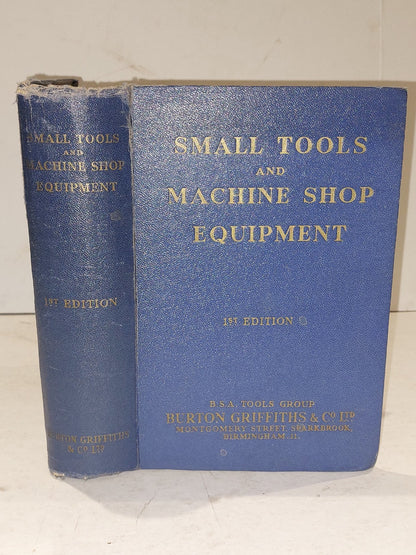 SMALL TOOLS
AND
MACHINE SHOP
EQUIPMENT
1ST EDITION
BURTON GRIFFITHS
& CO LTD
SMALL TOOLS
AND
MACHINE SHOP
EQUIPMENT
1ST EDITION
B.S.A. TOOLS GROUP
BURTON GRIFFITHS & CO LTD
MONTGOMERY STREET, SPARKBROOK,
BIRMINGHAM. 11.